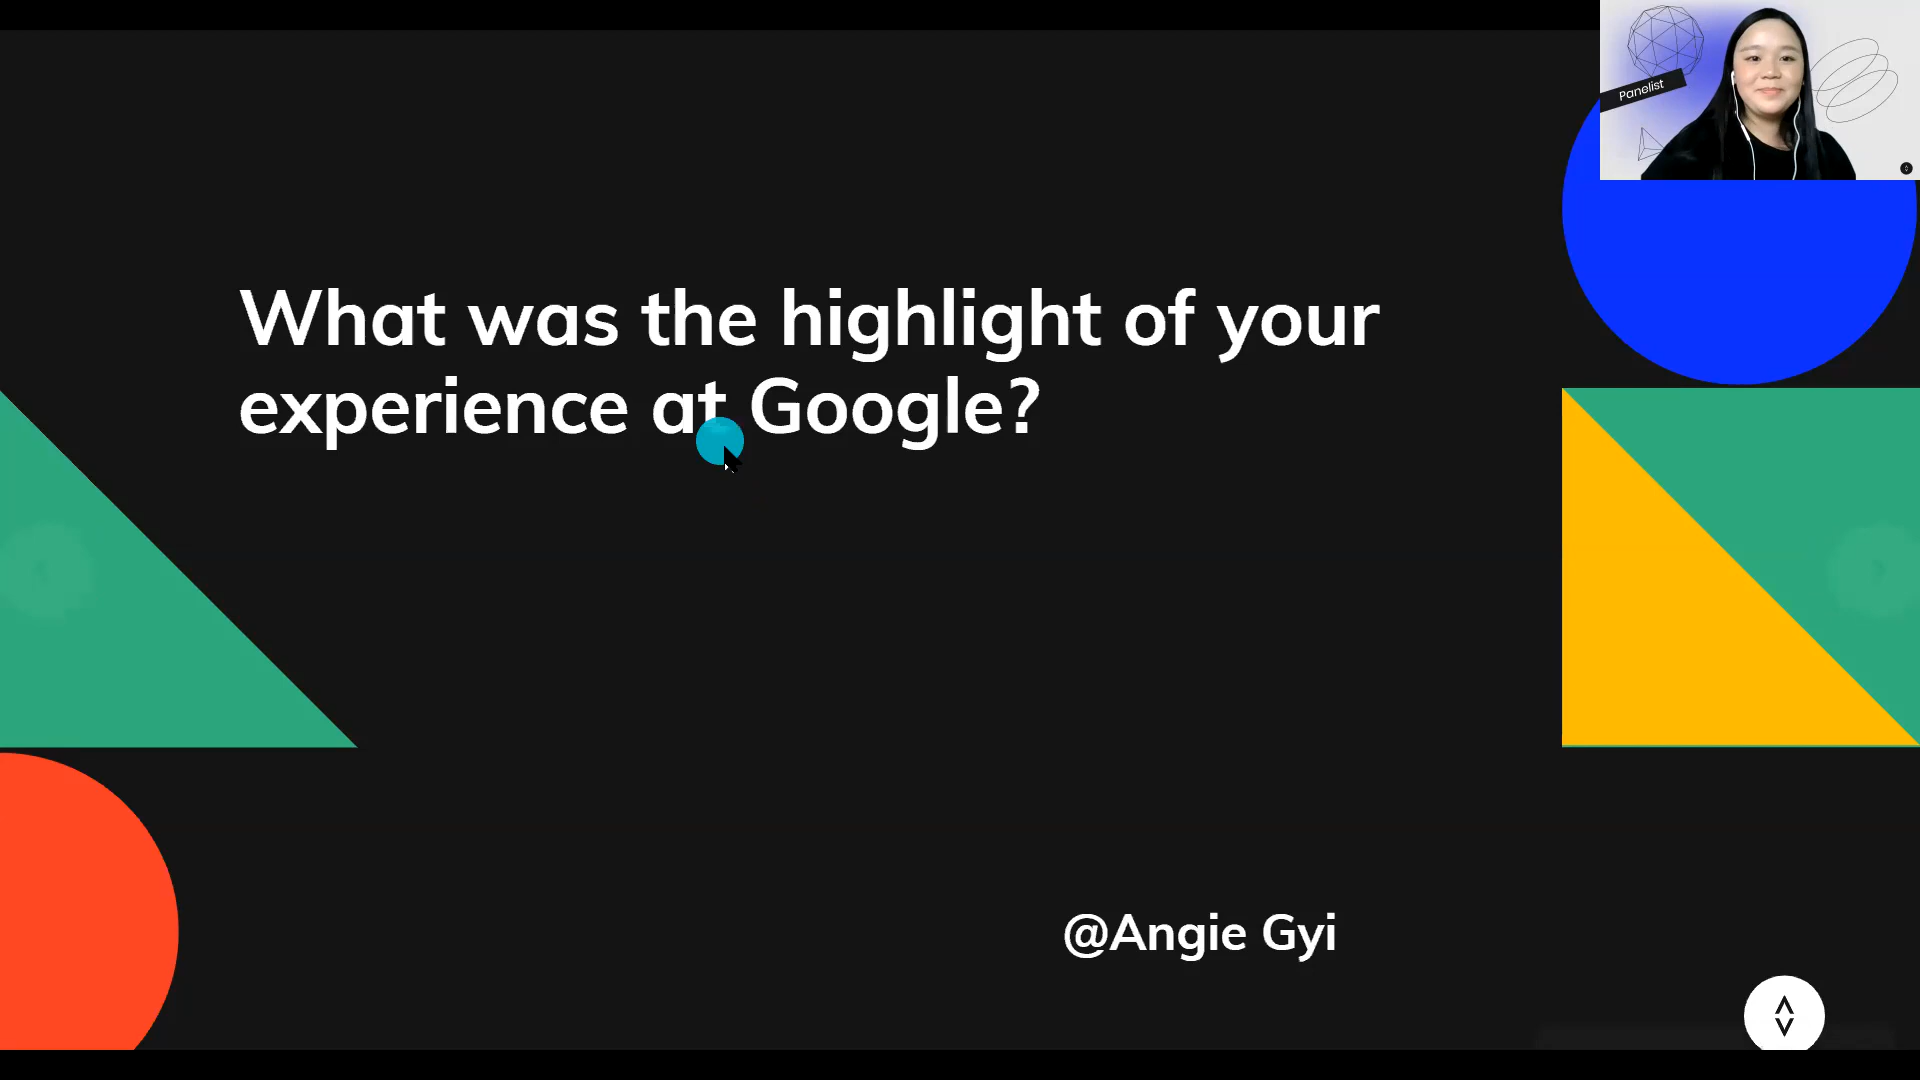 Panelist
What was the highlight of your
experience at Google?
@Angie Gyi